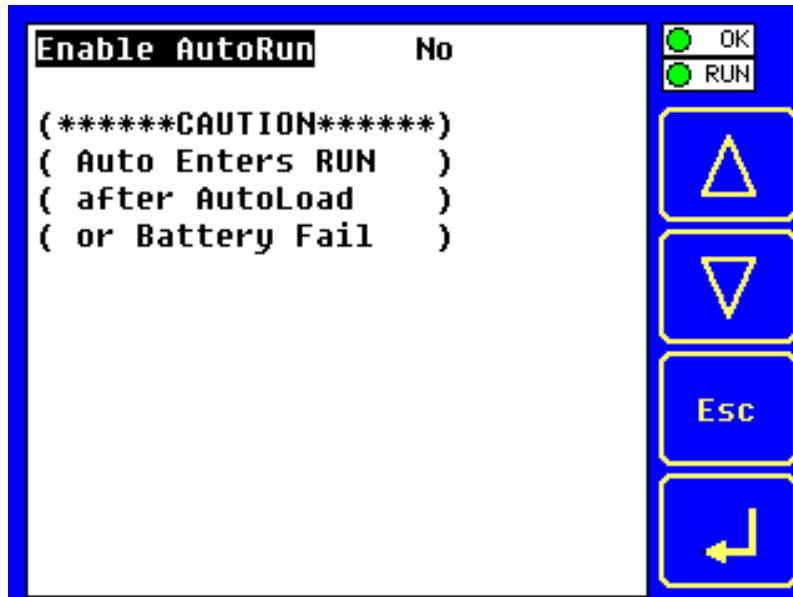 Enable AutoRun No
(******CAUTION******)
( Auto Enters RUN )
( after AutoLoad )
( or Battery Fail )
OK
RUN
Esc